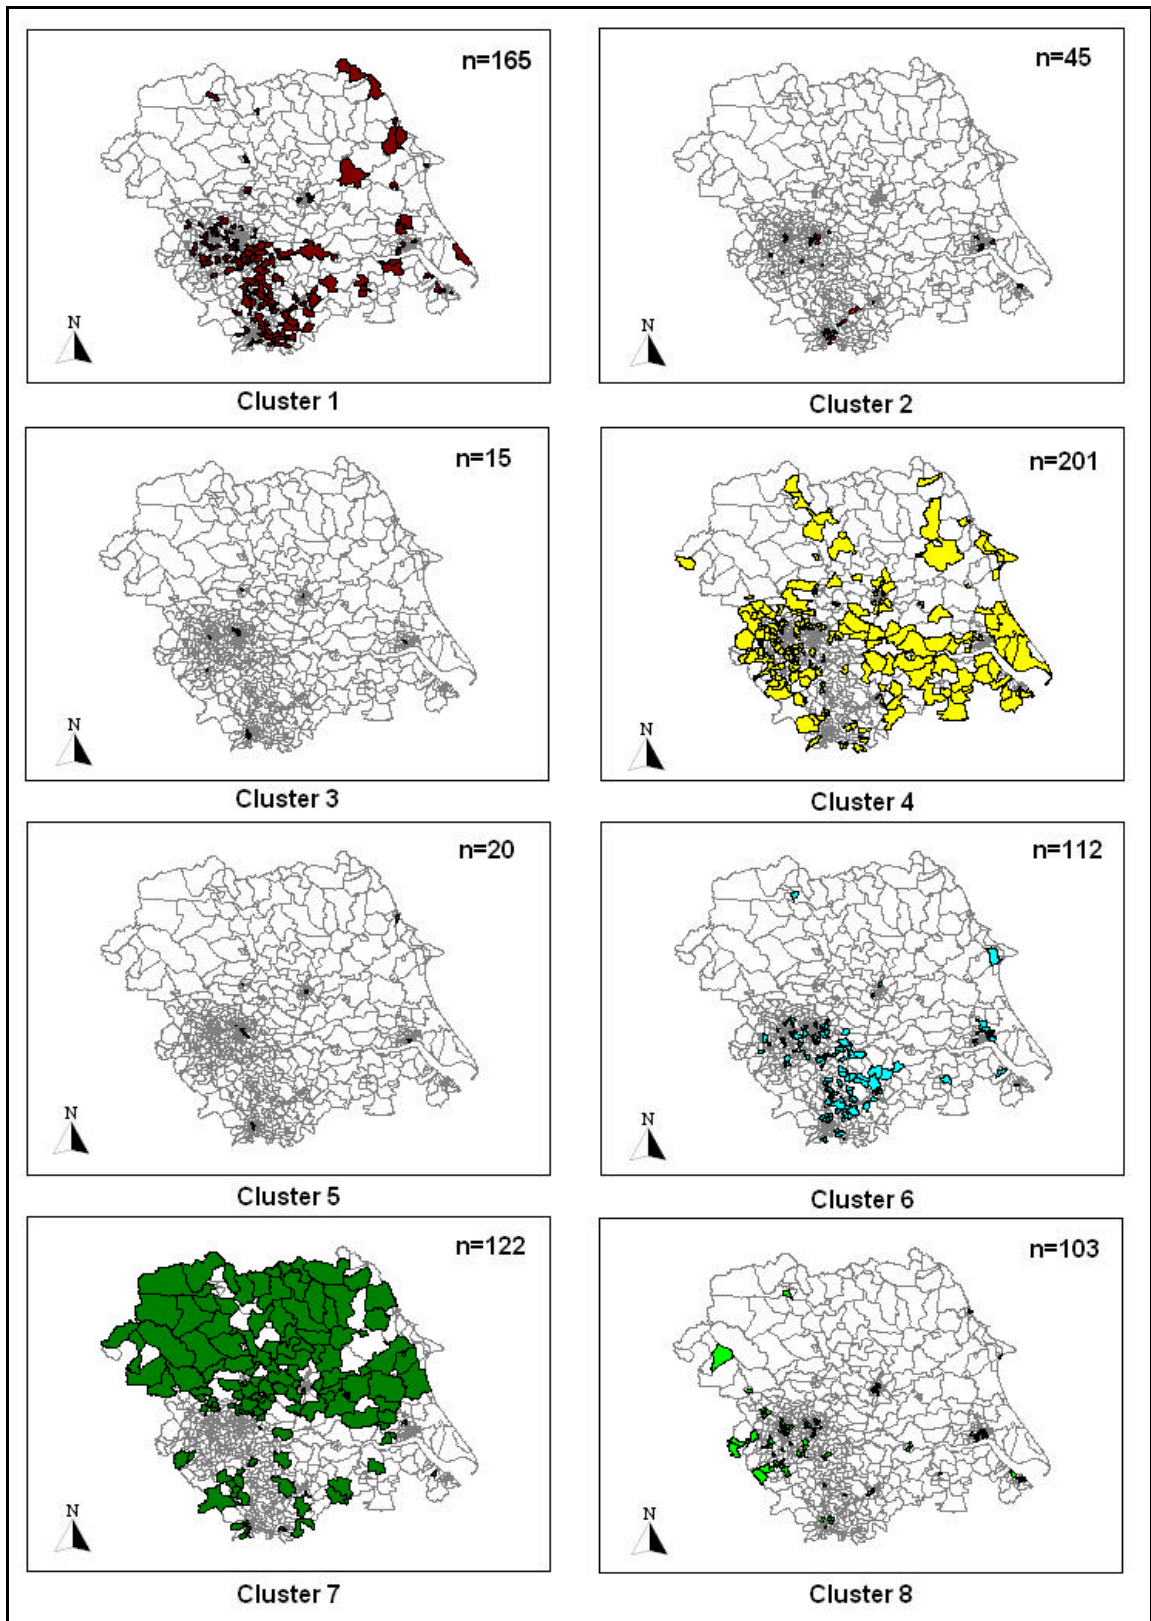 n=165
N
Cluster 1
n=45
N
Cluster 2
n=15
N
Cluster 3
n=201
N
Cluster 4
n=20
N
Cluster 5
n=112
N
Cluster 6
n=122
N
Cluster 7
n=103
N
Cluster 8